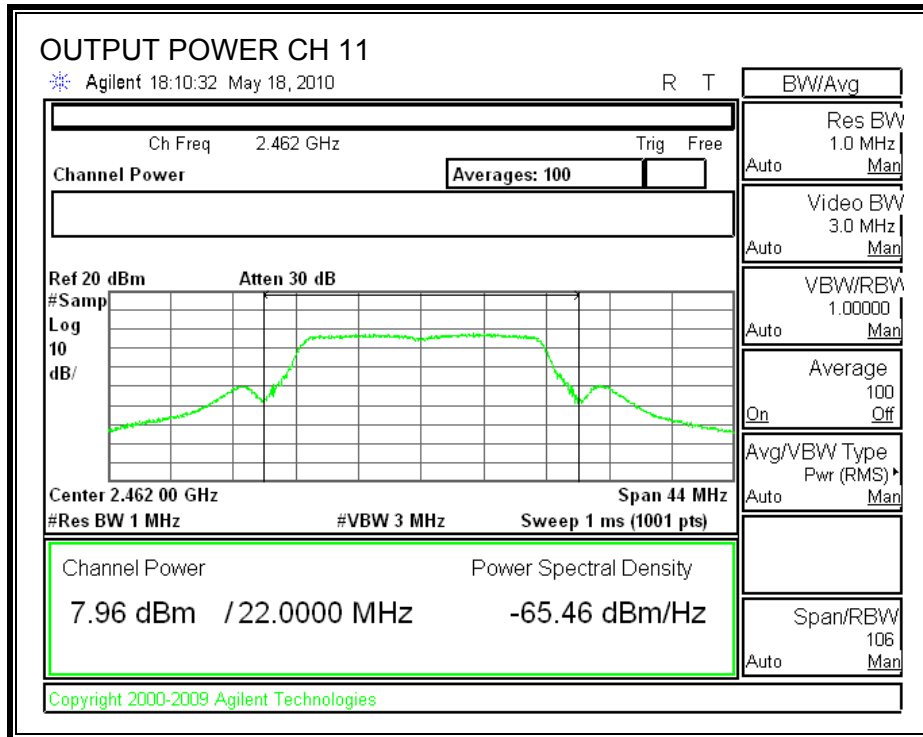 OUTPUT POWER CH 11
Agilent 18:10:32 May 18, 2010 R T
BW/Avg
Ch Freq 2.462 GHz Trig Free
Channel Power Averages: 100
Res BW
1.0 MHz
Auto Man
Video BW
3.0 MHz
Auto Man
Ref 20 dBm Atten 30 dB
#Samp
Log
10
dB/
VBW/RBW
1.00000
Auto Man
Average
100
On Off
Avg/VBW Type
Pwr (RMS)
Auto Man
Center 2.462 00 GHz Span 44 MHz
#Res BW 1 MHz #VBW 3 MHz Sweep 1 ms (1001 pts)
Channel Power Power Spectral Density
7.96 dBm / 22.0000 MHz -65.46 dBm/Hz
Span/RBW
106
Auto Man
Copyright 2000-2009 Agilent Technologies